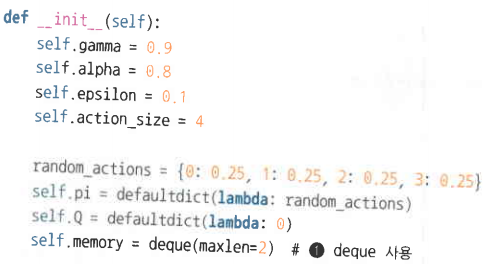 def __init__(self):
    self.gamma = 0.9
    self.alpha = 0.8
    self.epsilon = 0.1
    self.action_size = 4

    random_actions = {0: 0.25, 1: 0.25, 2: 0.25, 3: 0.25}
    self.pi = defaultdict(lambda: random_actions)
    self.Q = defaultdict(lambda: 0)
    self.memory = deque(maxlen=2)  # ❶ deque 사용